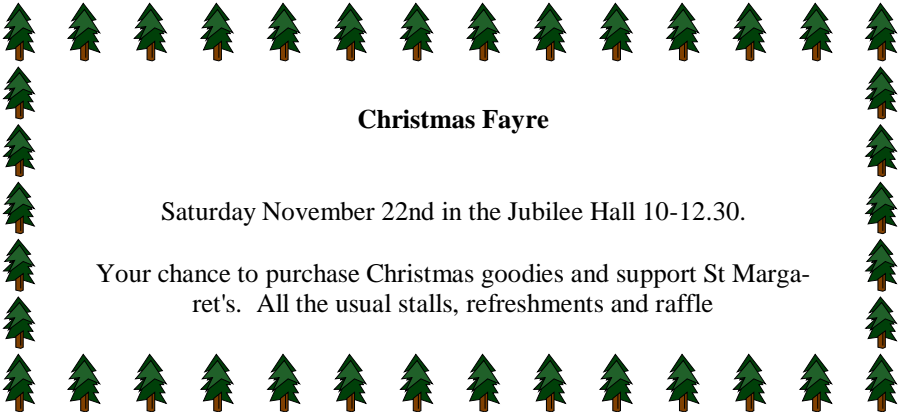 Christmas Fayre
Saturday November 22nd in the Jubilee Hall 10-12.30.
Your chance to purchase Christmas goodies and support St Marga-
ret's.  All the usual stalls, refreshments and raffle